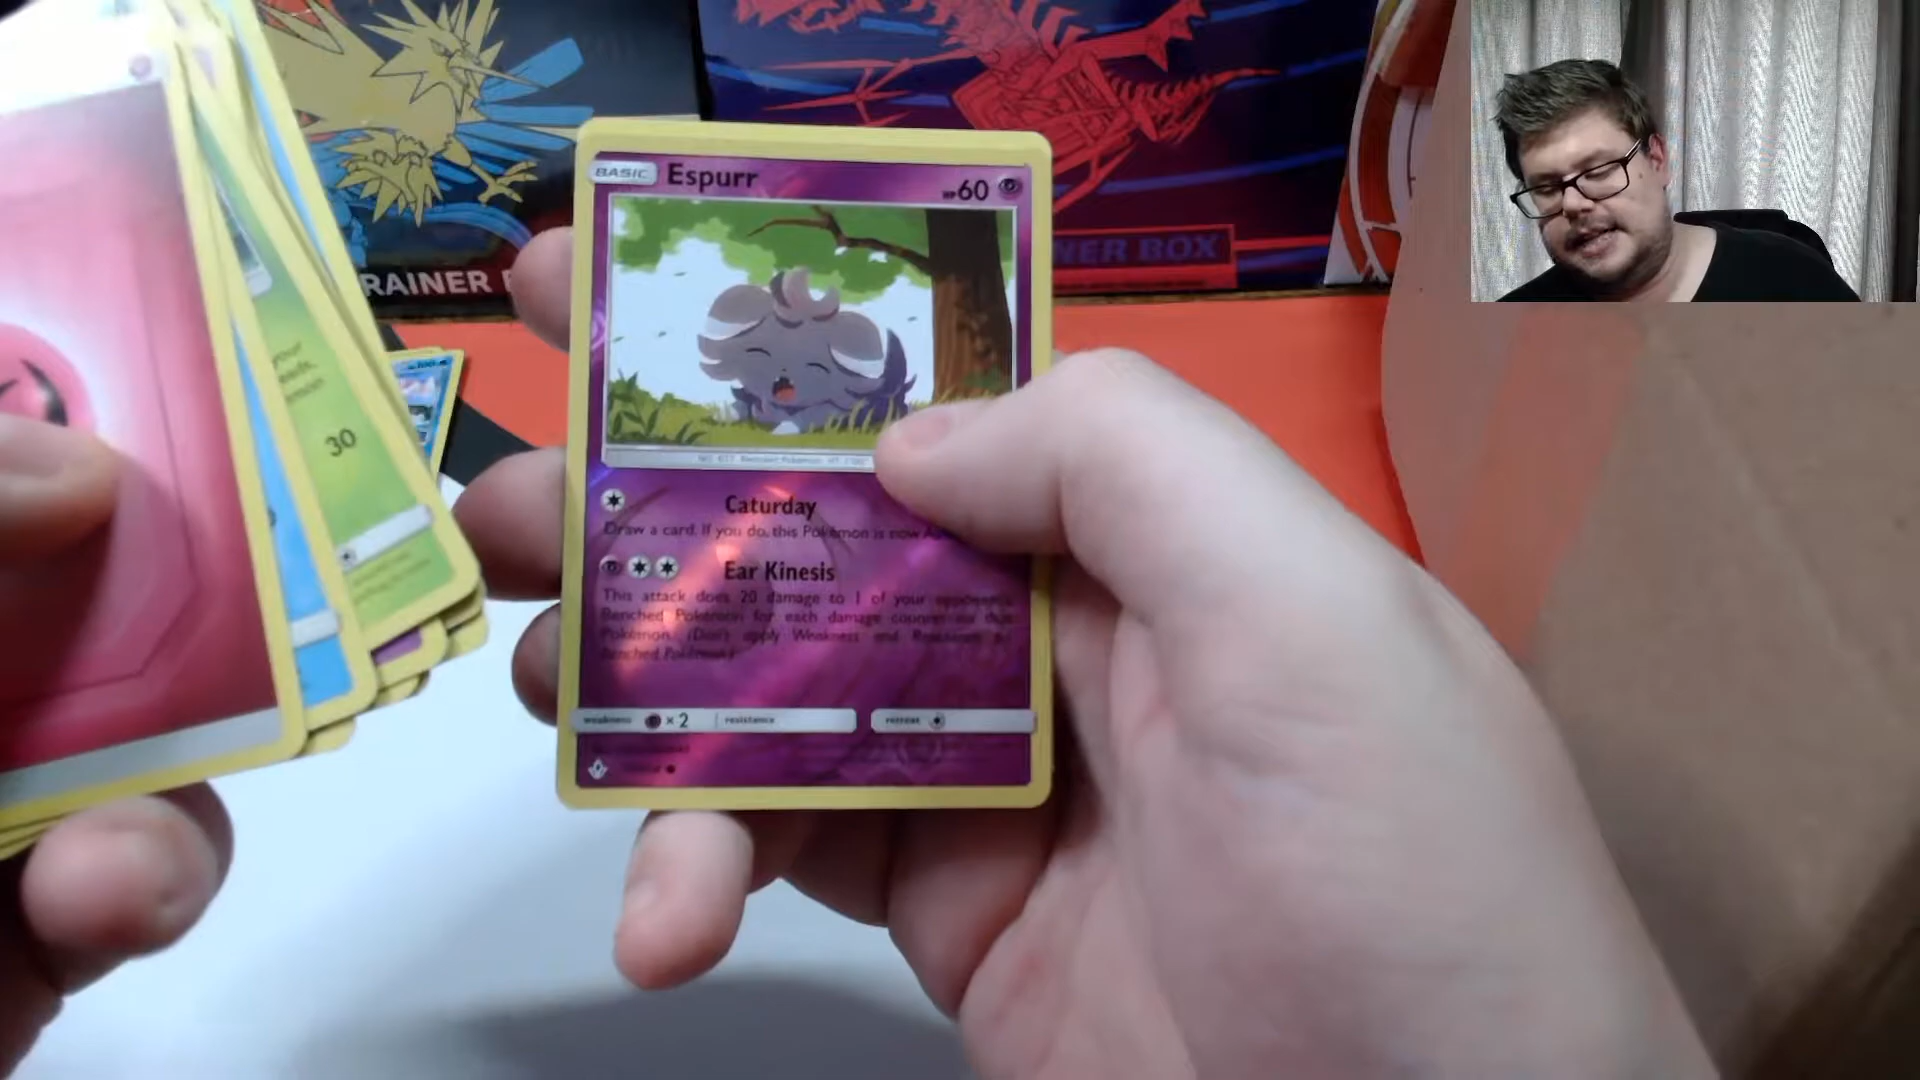 RAINER
NER BOX
BASIC Espurr HP60
Caturday
Draw a card. If you do, this Pokémon is now
Ear Kinesis
This attack does 20 damage to 1 of your opponent's
Benched Pokémon for each damage counter on that
Pokémon. (Don't apply Weakness and Resistance for
Benched Pokémon.)
weakness ×2 resistance retreat
30